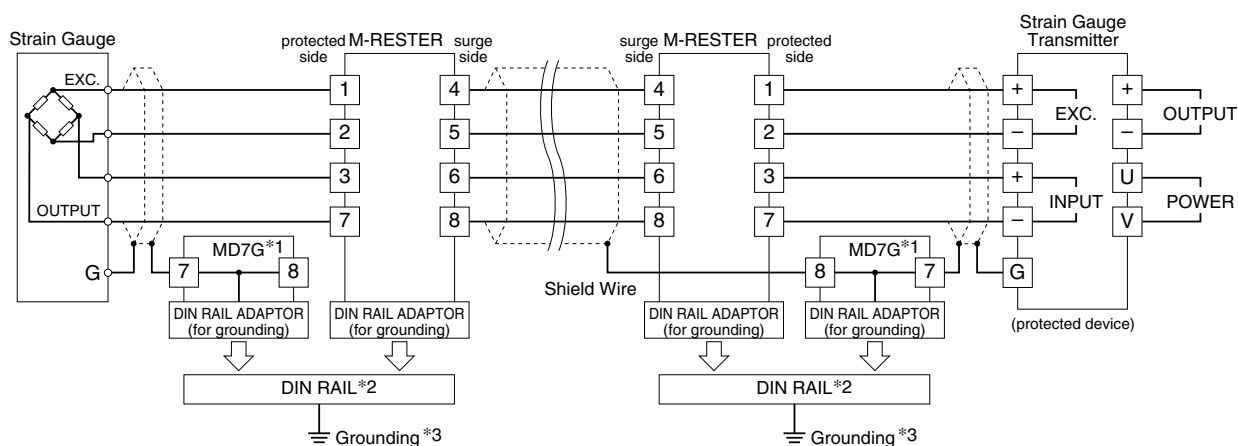 Strain Gauge
protected side
M-RESTER
surge side
surge side
M-RESTER
protected side
Strain Gauge Transmitter
EXC.
1
4
4
1
+
+
EXC.
OUTPUT
2
5
5
2
–
–
3
6
6
3
+
U
INPUT
POWER
OUTPUT
7
8
8
7
–
V
G
MD7G*1
7
8
Shield Wire
MD7G*1
8
7
G
DIN RAIL ADAPTOR
(for grounding)
DIN RAIL ADAPTOR
(for grounding)
DIN RAIL ADAPTOR
(for grounding)
DIN RAIL ADAPTOR
(for grounding)
(protected device)
DIN RAIL*2
DIN RAIL*2
Grounding*3
Grounding*3